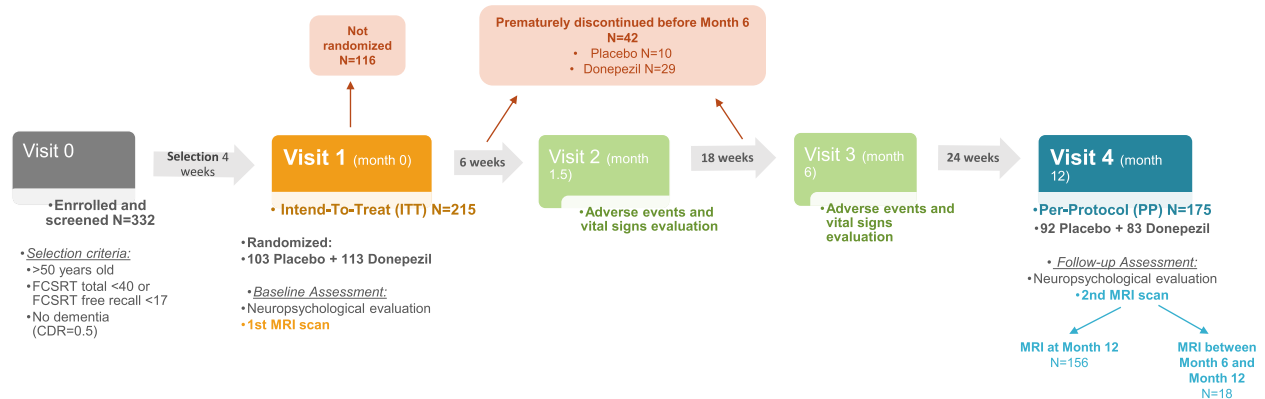 Not
randomized
N=116
Prematurely discontinued before Month 6
N=42
• Placebo N=10
• Donepezil N=29
Visit 0
Selection 4
weeks
Visit 1 (month 0)
6 weeks
Visit 2 (month
1.5)
18 weeks
Visit 3 (month
6)
24 weeks
Visit 4 (month
12)
•Enrrolled and
screened N=332
•Selection criteria:
•>50 years old
•FCSRT total <40 or
FCSRT free recall <17
•No dementia
(CDR=0.5)
• Intend-To-Treat (ITT) N=215
•Randomized:
•103 Placebo + 113 Donepezil
•Baseline Assessment:
•Neuropsychological evaluation
•1st MRI scan
•Adverse events and
vital signs evaluation
•Adverse events and
vital signs
evaluation
•Per-Protocol (PP) N=175
•92 Placebo + 83 Donepezil
• Follow-up Assessment:
•Neuropsychological evaluation
•2nd MRI scan
MRI at Month 12
N=156
MRI between
Month 6 and
Month 12
N=18